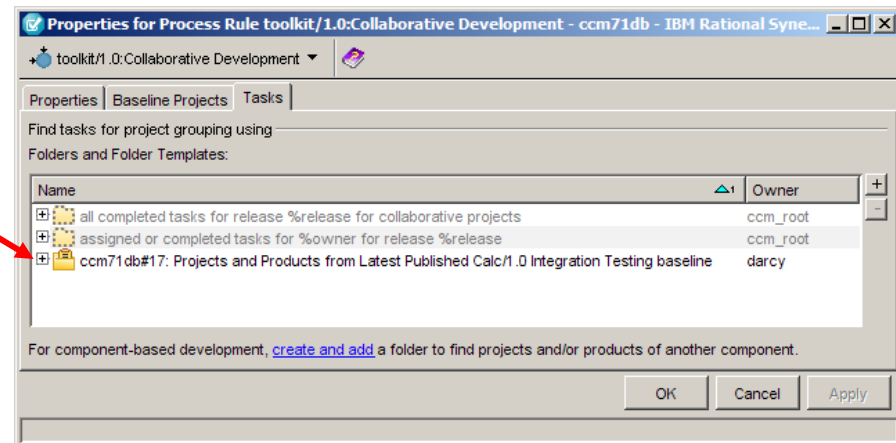 Properties for Process Rule toolkit/1.0:Collaborative Development - ccm71db - IBM Rational Syne...
toolkit/1.0:Collaborative Development
Properties Baseline Projects Tasks
Find tasks for project grouping using
Folders and Folder Templates:
Name 1 Owner
all completed tasks for release %release for collaborative projects ccm_root
assigned or completed tasks for %owner for release %release ccm_root
ccm71db#17: Projects and Products from Latest Published Calc/1.0 Integration Testing baseline darcy
For component-based development, create and add a folder to find projects and/or products of another component.
OK Cancel Apply